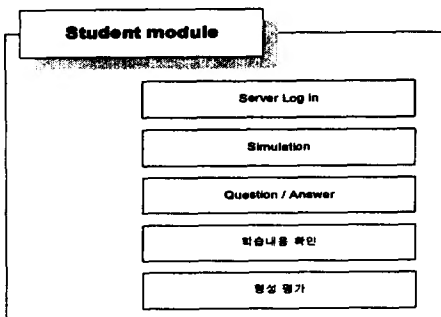 Student module
Server Log in
Simulation
Question / Answer
학습내용 확인
형성 평가